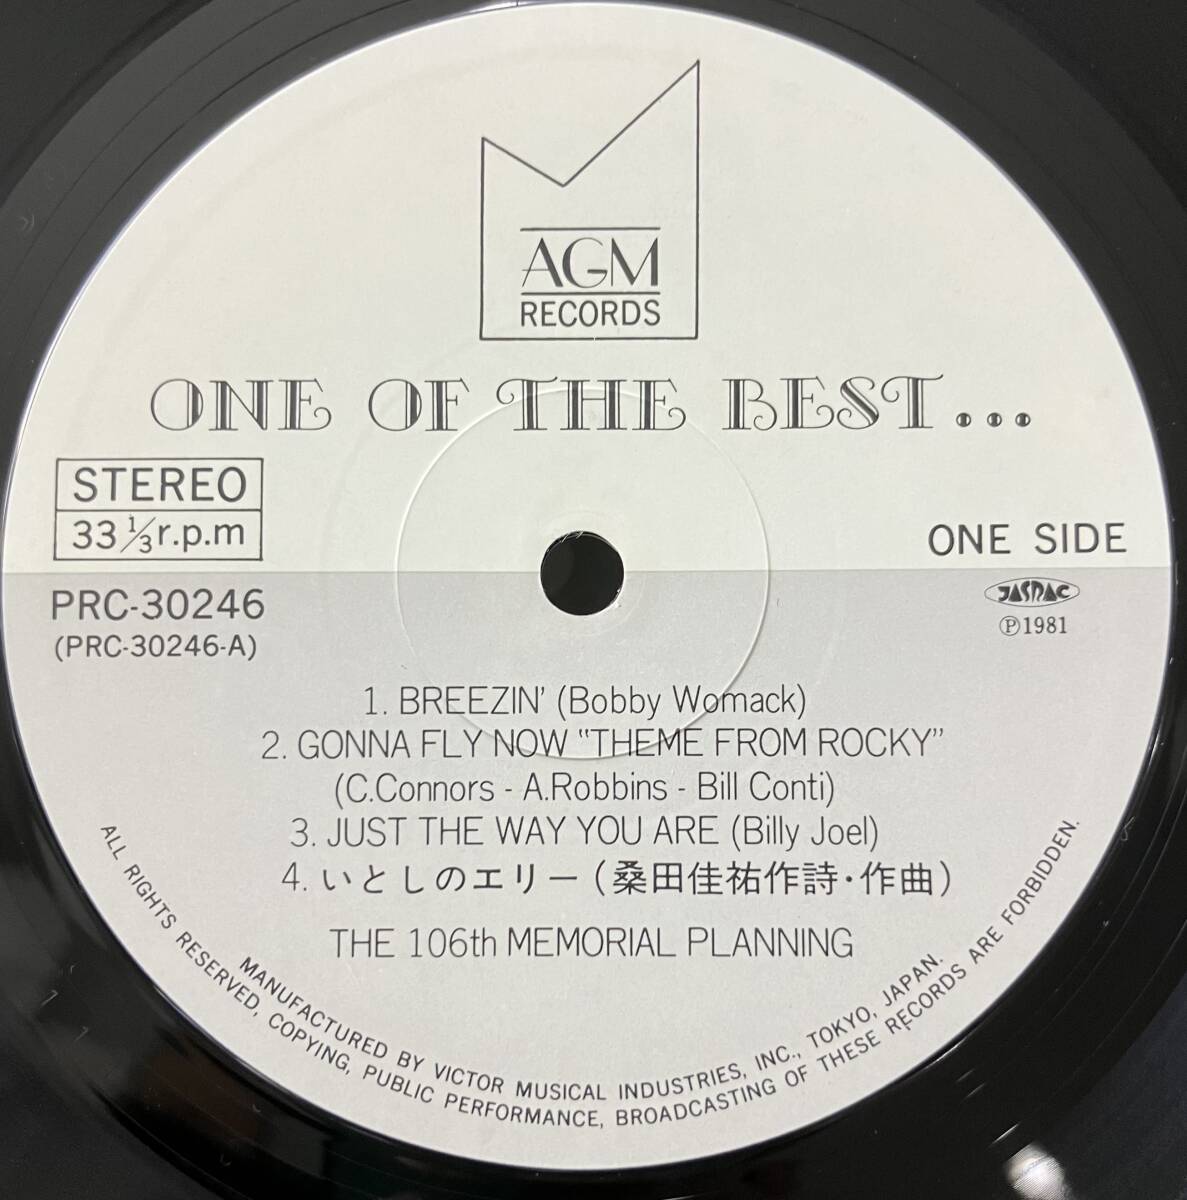 AGM
RECORDS
ONE OF THE BEST...
STEREO
33 1/3 r.p.m
ONE SIDE
PRC-30246
(PRC-30246-A)
JASRAC
Ⓟ1981
1. BREEZIN' (Bobby Womack)
2. GONNA FLY NOW "THEME FROM ROCKY"
(C.Connors - A.Robbins - Bill Conti)
3. JUST THE WAY YOU ARE (Billy Joel)
4. いとしのエリー (桑田佳祐作詩・作曲)
THE 106th MEMORIAL PLANNING
MANUFACTURED BY VICTOR MUSICAL INDUSTRIES, INC., TOKYO, JAPAN.
ALL RIGHTS RESERVED, COPYING, PUBLIC PERFORMANCE, BROADCASTING OF THESE RECORDS ARE FORBIDDEN.